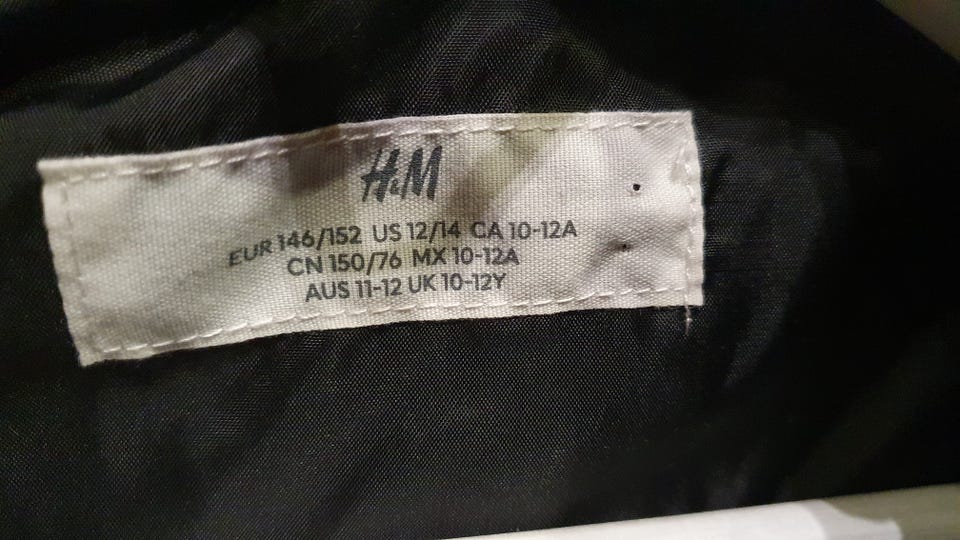 H&M
EUR 146/152 US 12/14 CA 10-12A
CN 150/76 MX 10-12A
AUS 11-12 UK 10-12Y